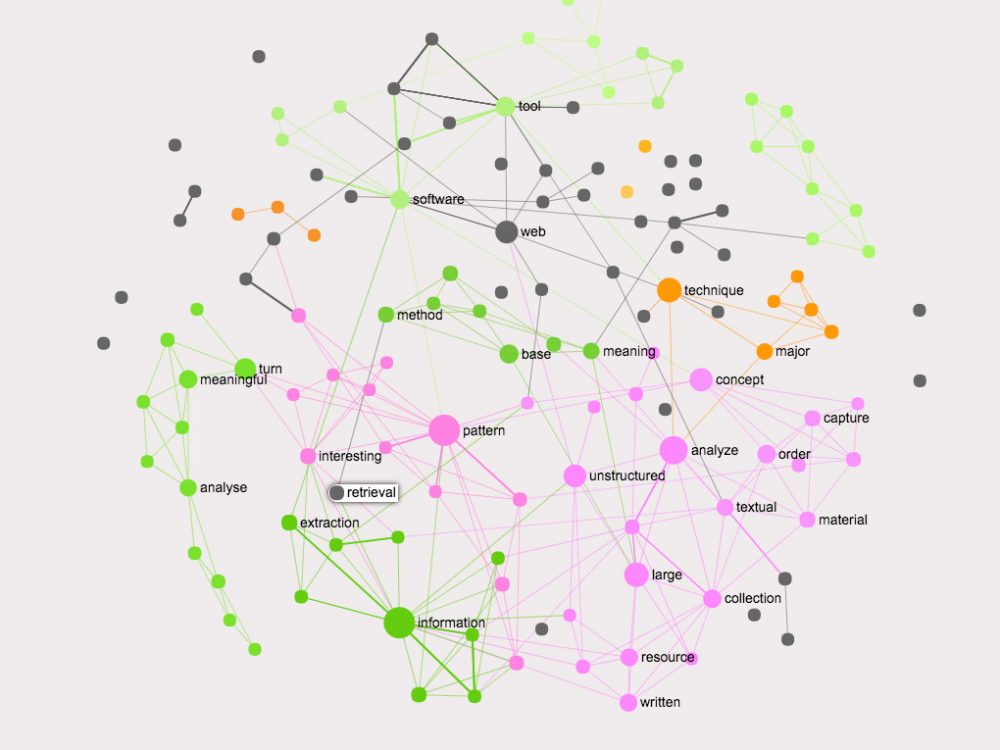 tool
software
web
technique
method
base
meaning
major
turn
meaningful
concept
capture
pattern
analyze
order
interesting
unstructured
analyse
retrieval
textual
extraction
material
large
collection
information
resource
written